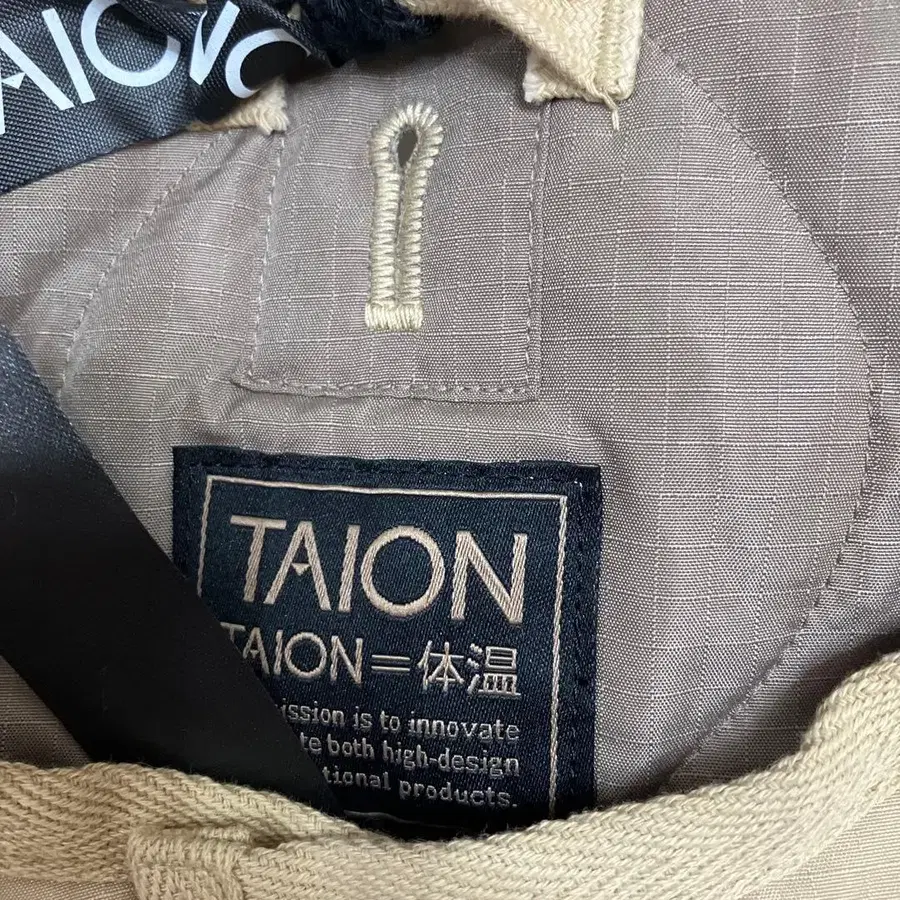 TAION
TAION
TAION=体温
ission is to innovate
te both high-design
tional products.